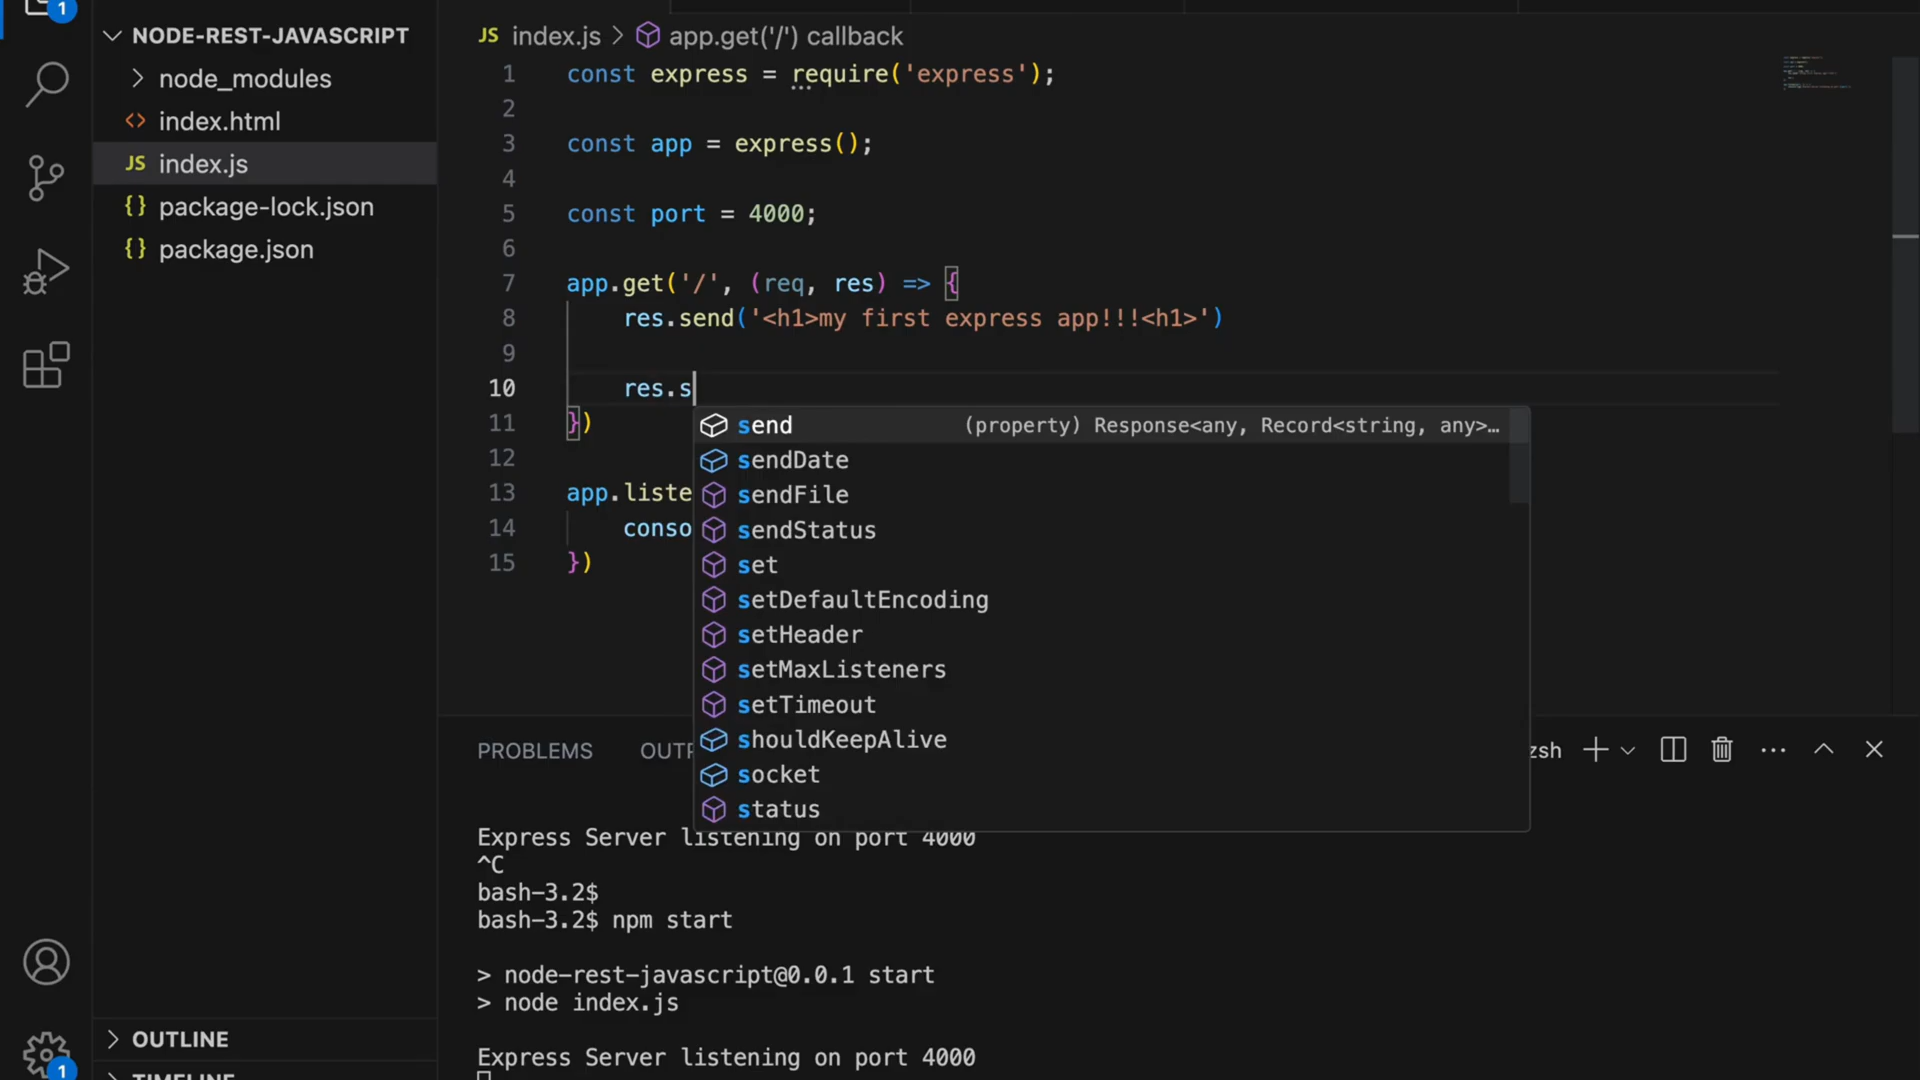 1
NODE-REST-JAVASCRIPT
node_modules
<> index.html
JS index.js
{} package-lock.json
{} package.json
JS index.js > app.get('/') callback
1 const express = require('express');
2
3 const app = express();
4
5 const port = 4000;
6
7 app.get('/', (req, res) => {
8 res.send('<h1>my first express app!!!<h1>')
9
10 res.s
11 })
12
13 app.liste
14 conso
15 })
send (property) Response<any, Record<string, any>…
sendDate
sendFile
sendStatus
set
setDefaultEncoding
setHeader
setMaxListeners
setTimeout
shouldKeepAlive
socket
status
PROBLEMS OUTP zsh
Express Server listening on port 4000
^C
bash-3.2$
bash-3.2$ npm start
> node-rest-javascript@0.0.1 start
> node index.js
Express Server listening on port 4000
OUTLINE
TIMELINE
1